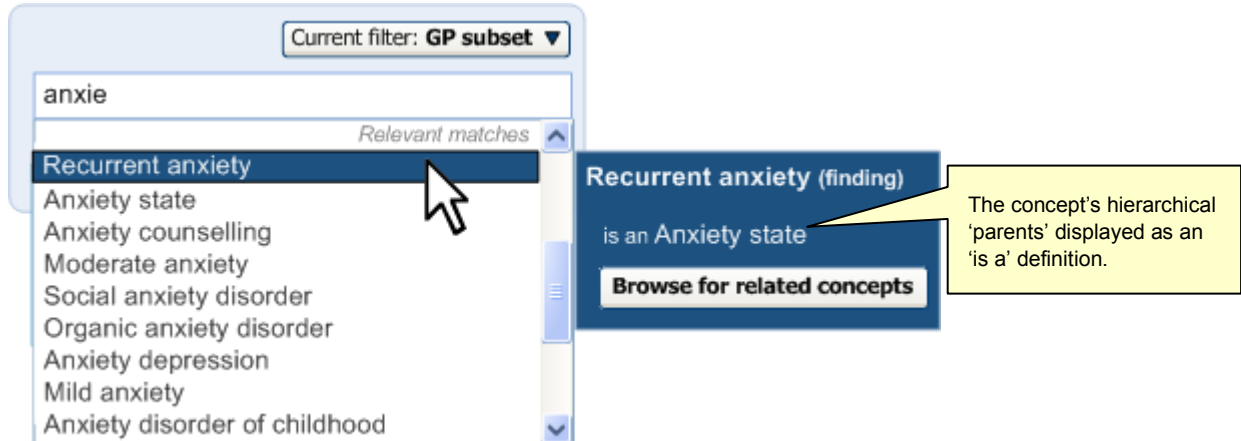 Current filter: GP subset ▼
anxie
Relevant matches
Recurrent anxiety
Anxiety state
Anxiety counselling
Moderate anxiety
Social anxiety disorder
Organic anxiety disorder
Anxiety depression
Mild anxiety
Anxiety disorder of childhood
Recurrent anxiety (finding)
is an Anxiety state
Browse for related concepts
The concept's hierarchical
‘parents’ displayed as an
‘is a’ definition.